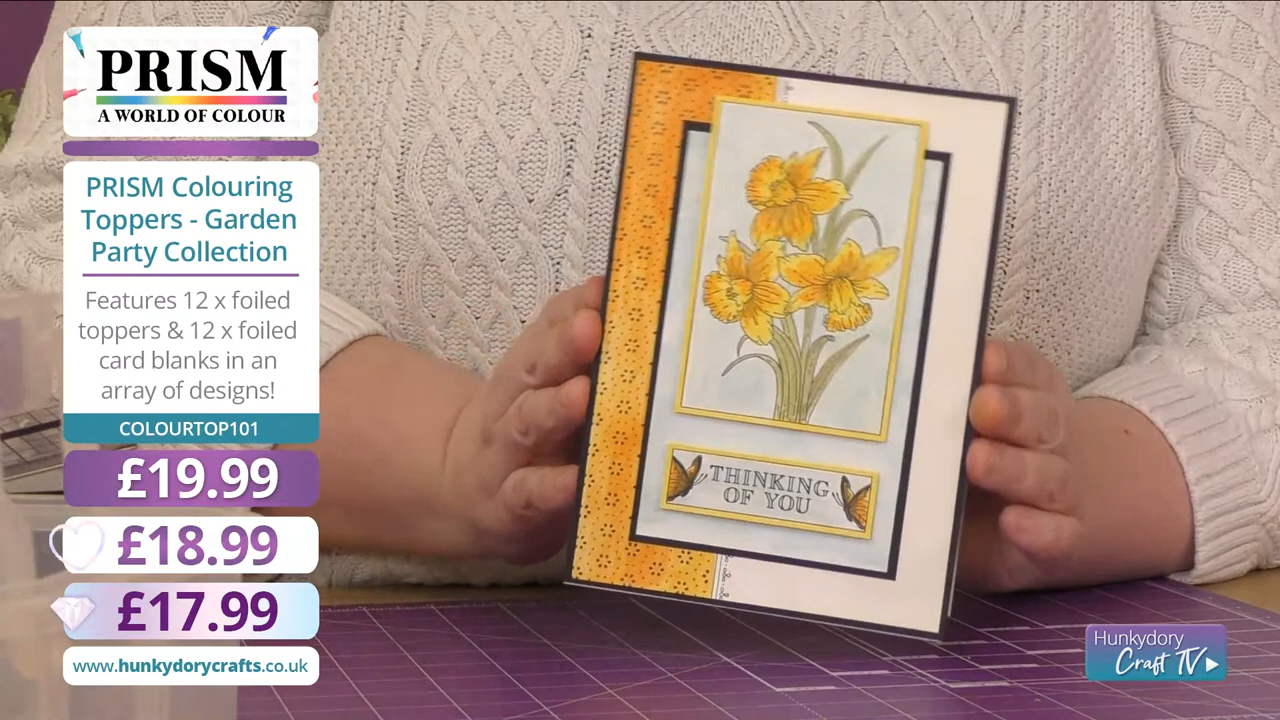 PRISM
A WORLD OF COLOUR
PRISM Colouring
Toppers - Garden
Party Collection
Features 12 x foiled
toppers & 12 x foiled
card blanks in an
array of designs!
COLOURTOP101
£19.99
£18.99
£17.99
www.hunkydorycrafts.co.uk
THINKING
OF YOU
Hunkydory
Craft TV